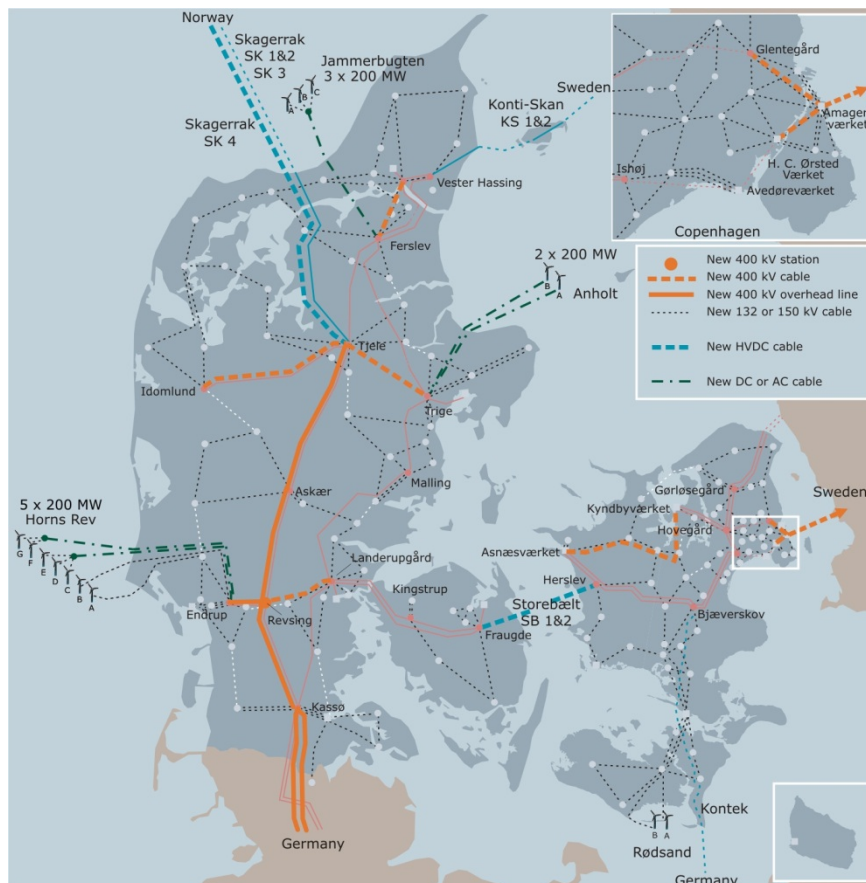 Norway
Skagerrak
SK 1&2
SK 3
Jammerbugten
3 x 200 MW
C
B
A
Skagerrak
SK 4
Sweden
Konti-Skan
KS 1&2
Vester Hassing
Ferslev
2 x 200 MW
B
A
Anholt
Tjele
Idomlund
Trige
Askær
Malling
5 x 200 MW
Horns Rev
G
F
E
D
C
B
A
Landerupgård
Endrup
Revsing
Kassø
Germany
Kingstrup
Fraugde
Storebælt
SB 1&2
Gørløsegård
Kyndbyværket
Hovegård
Asnæsværket
Herslev
Bjæverskov
Sweden
Kontek
B
A
Rødsand
Germany
Glentegård
Amager
værket
H. C. Ørsted
Værket
Ishøj
Avedøreværket
Copenhagen
New 400 kV station
New 400 kV cable
New 400 kV overhead line
New 132 or 150 kV cable
New HVDC cable
New DC or AC cable